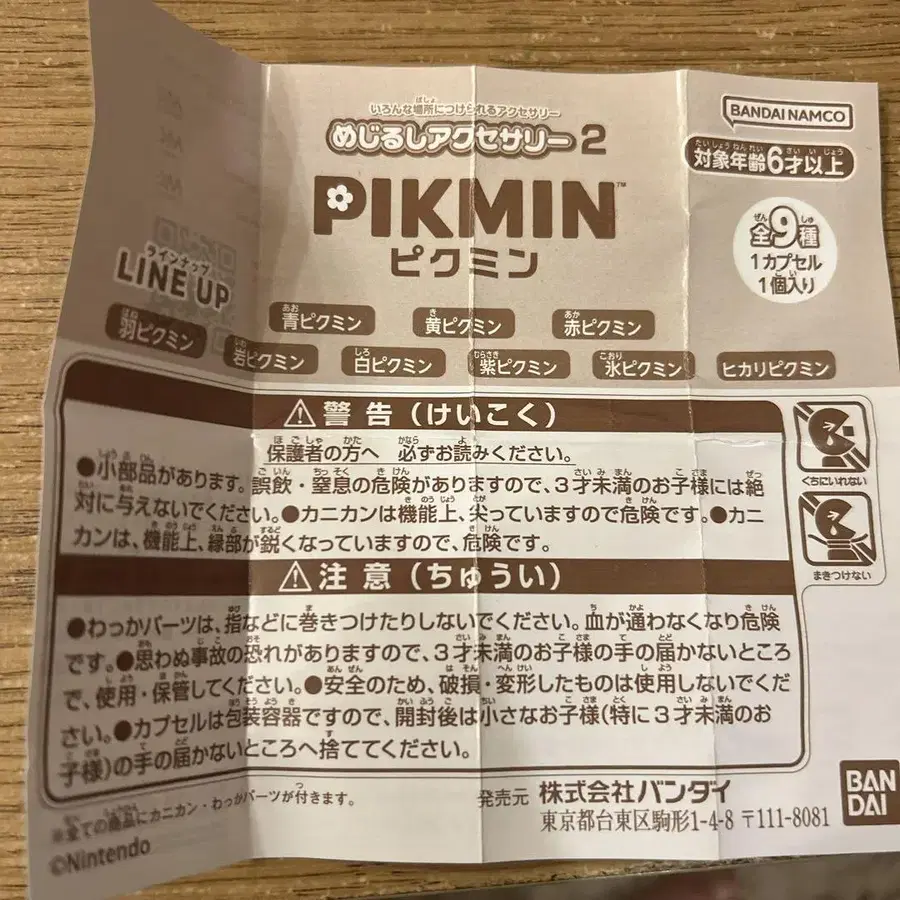 いろんな場所につけられるアクセサリー
めじるしアクセサリー2
PIKMIN™
ピクミン
BANDAI NAMCO
対象年齢6才以上
全9種
1カプセル
1個入り
ラインナップ
LINE UP
青ピクミン 黄ピクミン 赤ピクミン
羽ピクミン 岩ピクミン 白ピクミン 紫ピクミン 氷ピクミン ヒカリピクミン
⚠警告(けいこく)
保護者の方へ 必ずお読みください。
●小部品があります。誤飲・窒息の危険がありますので、3才未満のお子様には絶
対に与えないでください。●カニカンは機能上、尖っていますので危険です。●カニ
カンは、機能上、縁部が鋭くなっていますので、危険です。
くちにいれない
まきつけない
⚠注意(ちゅうい)
●わっかパーツは、指などに巻きつけたりしないでください。血が通わなくなり危険
です。●思わぬ事故の恐れがありますので、3才未満のお子様の手の届かないところ
で、使用・保管してください。●安全のため、破損・変形したものは使用しないでくだ
さい。●カプセルは包装容器ですので、開封後は小さなお子様(特に3才未満のお
子様)の手の届かないところへ捨ててください。
※全ての商品にカニカン・わっかパーツが付きます。
発売元 株式会社バンダイ
東京都台東区駒形1-4-8 〒111-8081
BAN
DAI
©Nintendo